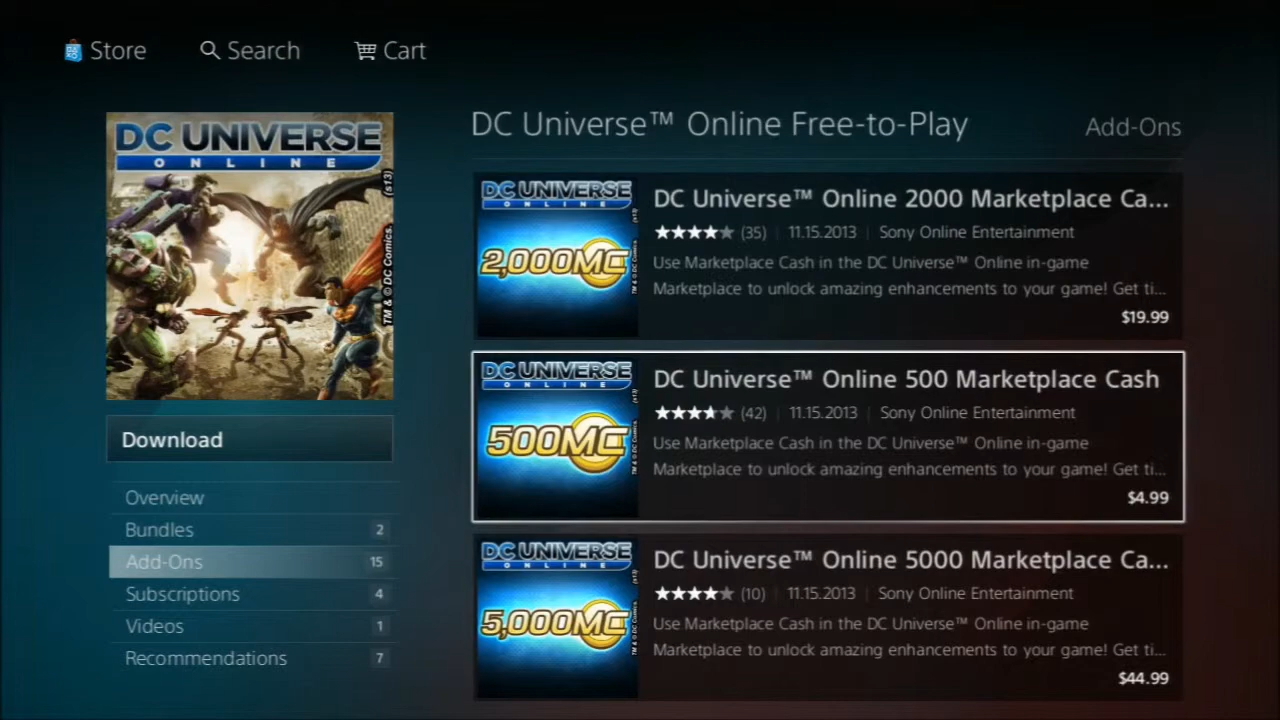 Store
Search
Cart
DC UNIVERSE
ONLINE
(s13)
TM & © DC Comics.
Download
Overview
Bundles 2
Add-Ons 15
Subscriptions 4
Videos 1
Recommendations 7
DC Universe™ Online Free-to-Play
Add-Ons
DC UNIVERSE
ONLINE
2,000MC
DC Universe™ Online 2000 Marketplace Ca...
(35) 11.15.2013 Sony Online Entertainment
Use Marketplace Cash in the DC Universe™ Online in-game
Marketplace to unlock amazing enhancements to your game! Get ti...
$19.99
DC UNIVERSE
ONLINE
500MC
DC Universe™ Online 500 Marketplace Cash
(42) 11.15.2013 Sony Online Entertainment
Use Marketplace Cash in the DC Universe™ Online in-game
Marketplace to unlock amazing enhancements to your game! Get ti...
$4.99
DC UNIVERSE
ONLINE
5,000MC
DC Universe™ Online 5000 Marketplace Ca...
(10) 11.15.2013 Sony Online Entertainment
Use Marketplace Cash in the DC Universe™ Online in-game
Marketplace to unlock amazing enhancements to your game! Get ti...
$44.99